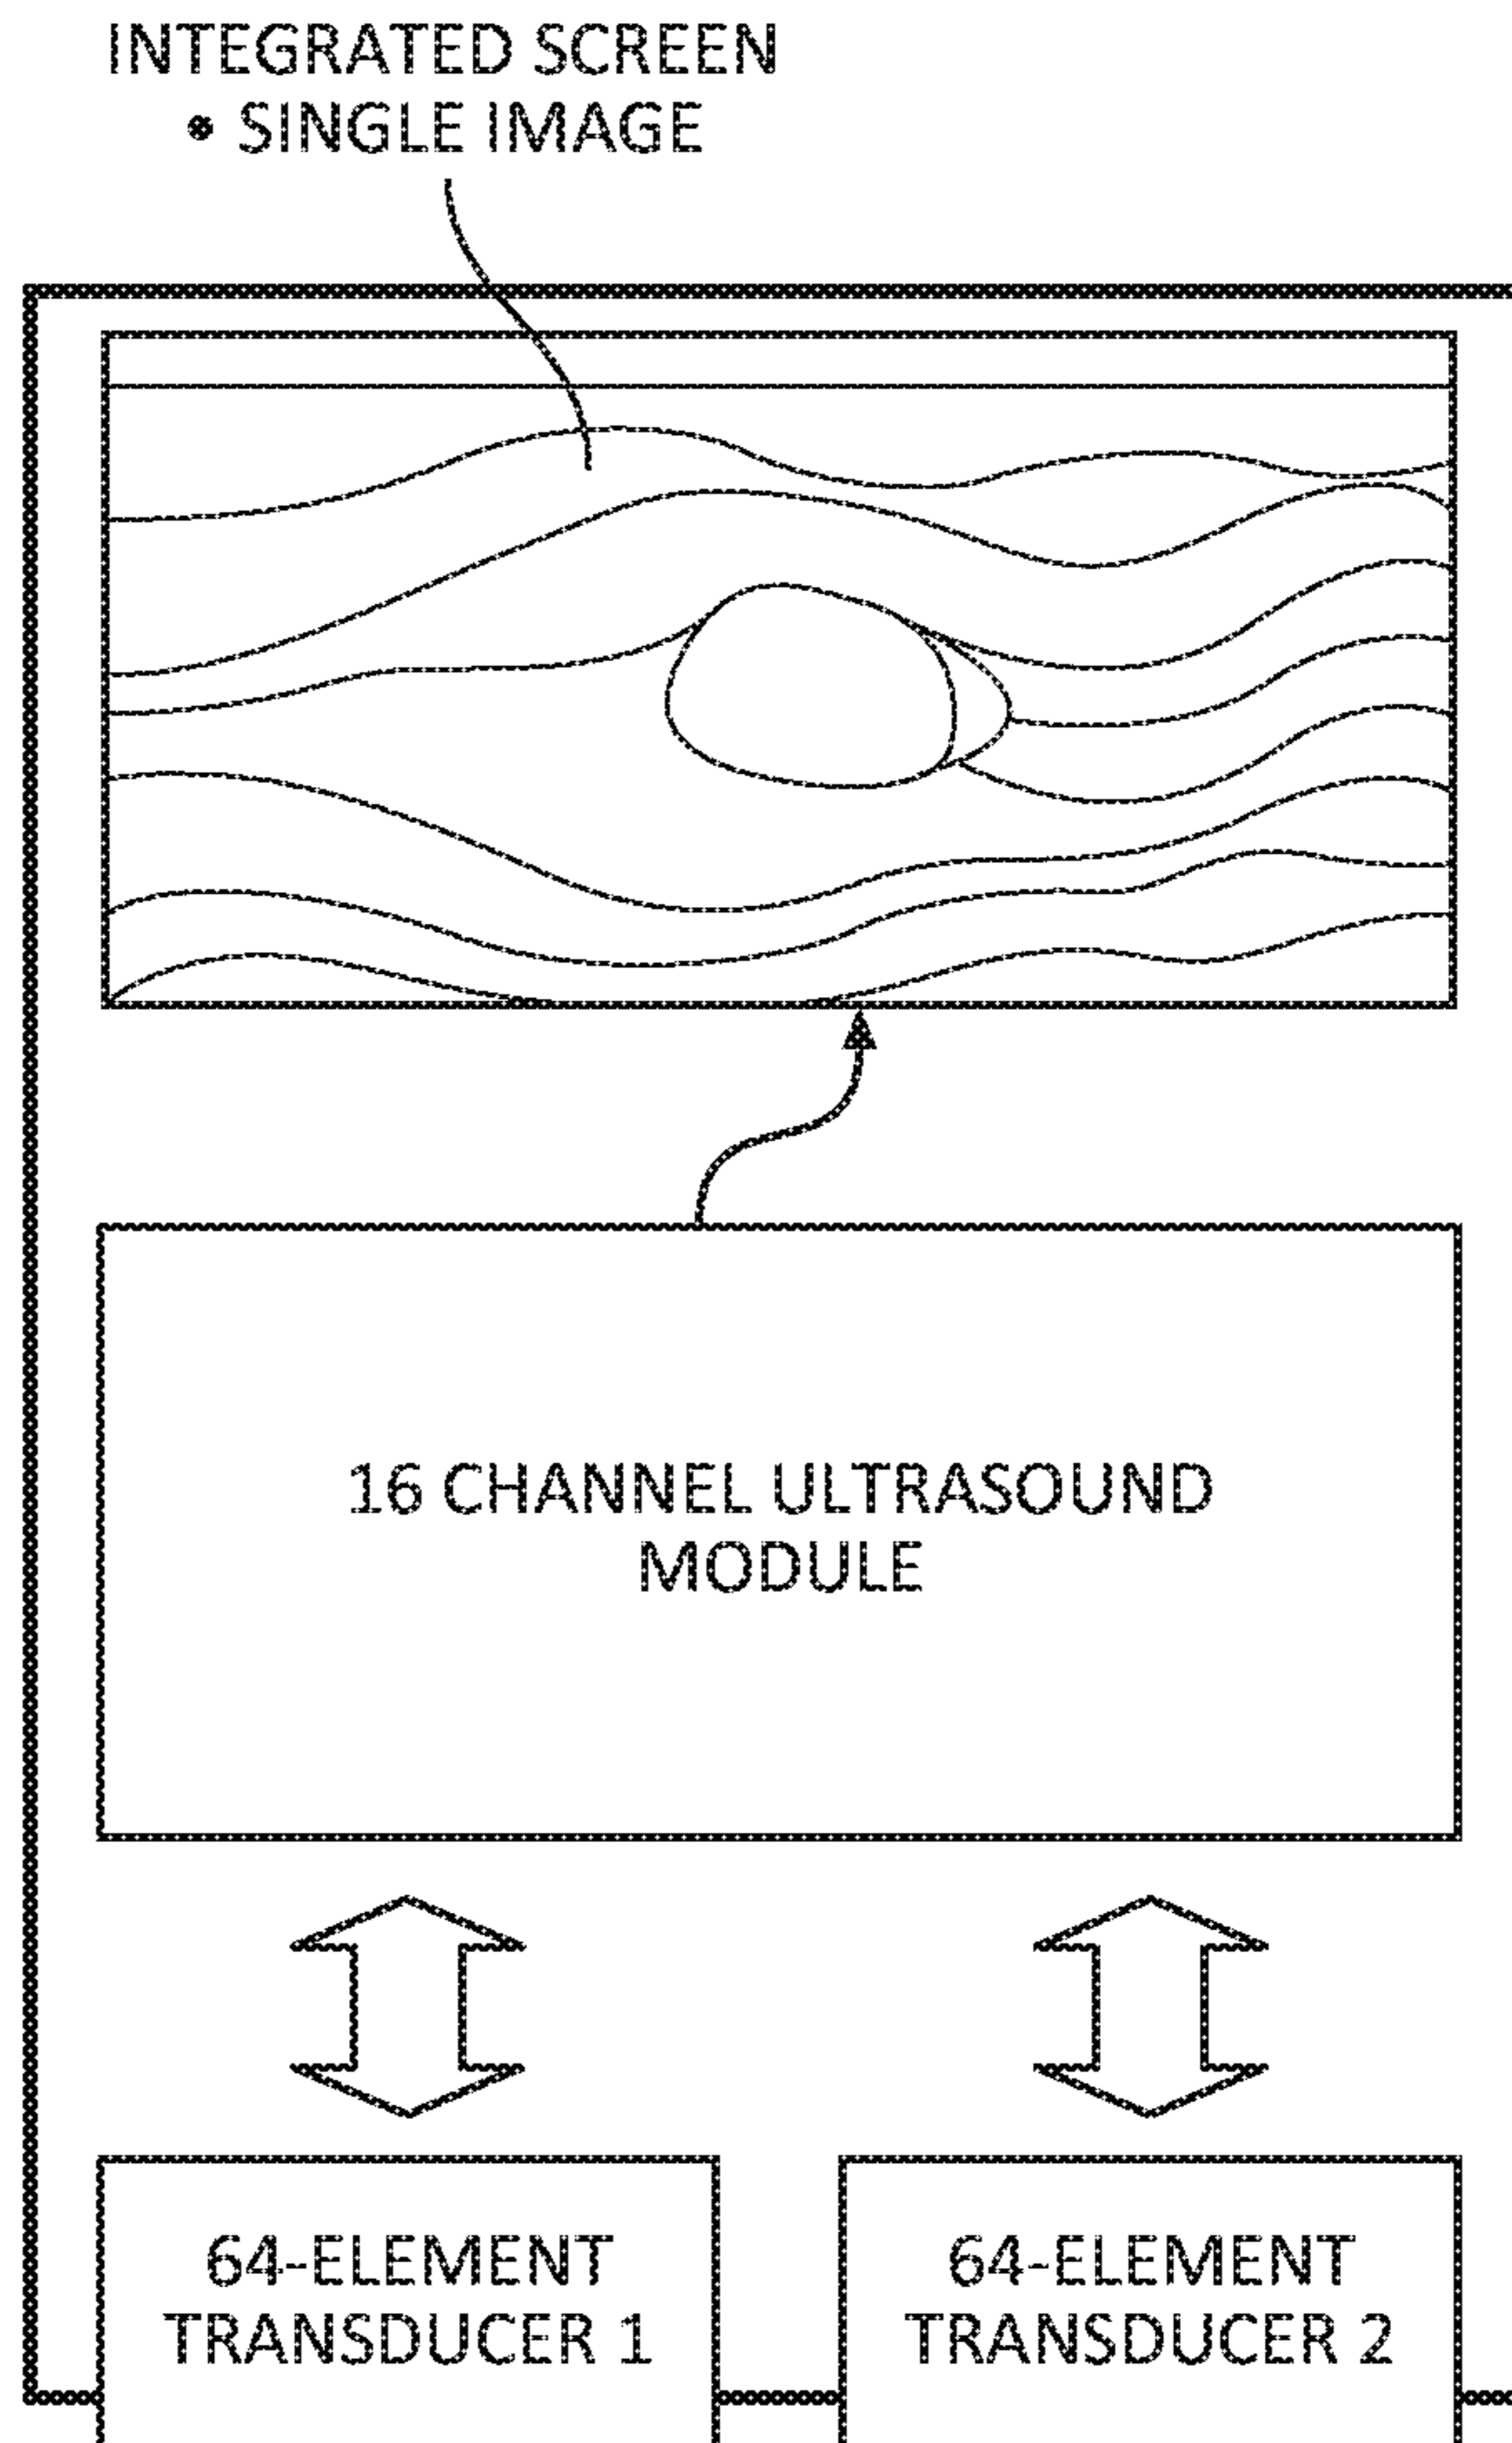 INTEGRATED SCREEN
• SINGLE IMAGE
16 CHANNEL ULTRASOUND
MODULE
64-ELEMENT
TRANSDUCER 1
64-ELEMENT
TRANSDUCER 2